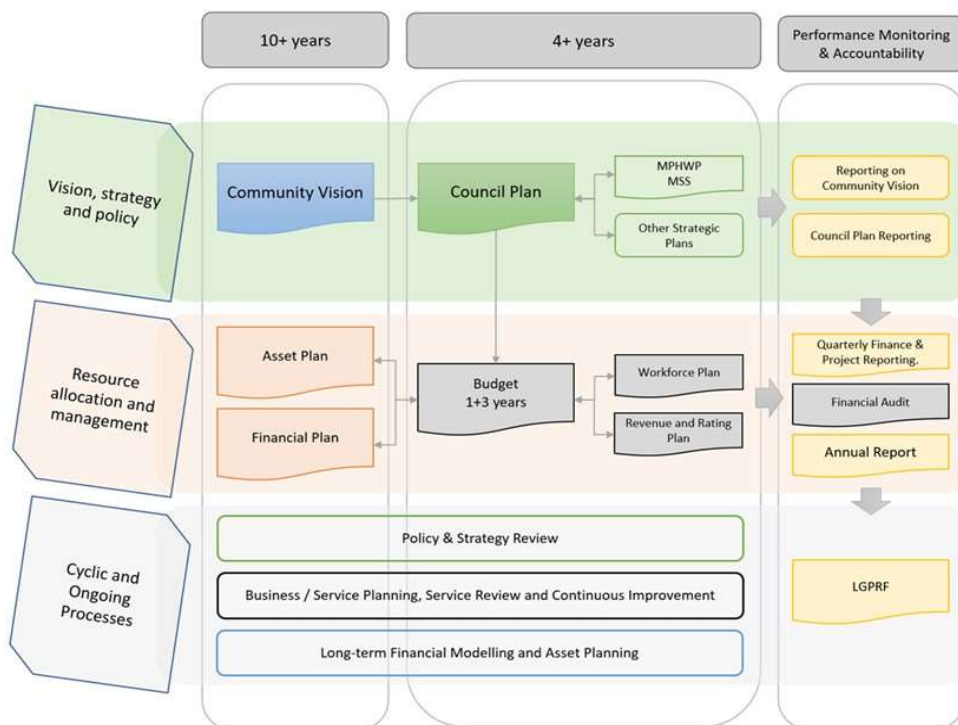 10+ years
4+ years
Performance Monitoring
& Accountability
Vision, strategy
and policy
Community Vision
Council Plan
MPHWP
MSS
Other Strategic
Plans
Reporting on
Community Vision
Council Plan Reporting
Resource
allocation and
management
Asset Plan
Financial Plan
Budget
1+3 years
Workforce Plan
Revenue and Rating
Plan
Quarterly Finance &
Project Reporting.
Financial Audit
Annual Report
Cyclic and
Ongoing
Processes
Policy & Strategy Review
Business / Service Planning, Service Review and Continuous Improvement
Long-term Financial Modelling and Asset Planning
LGPRF